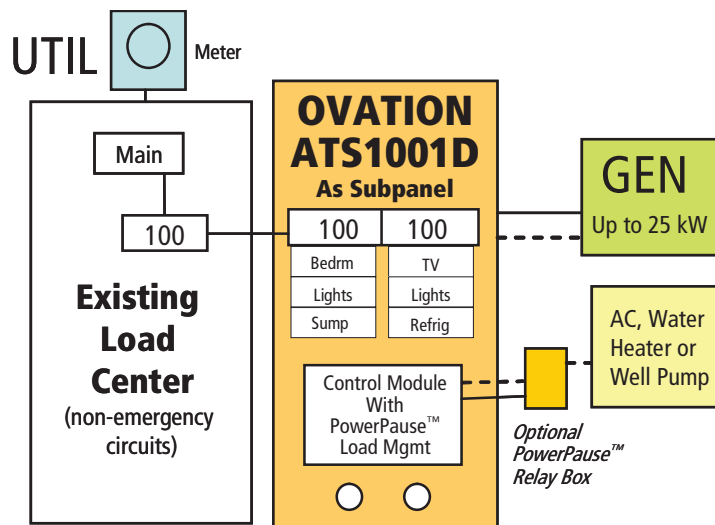 UTIL
Meter
Main
100
Existing
Load
Center
(non-emergency
circuits)
OVATION
ATS1001D
As Subpanel
100 100
Bedrm TV
Lights Lights
Sump Refrig
Control Module
With
PowerPause™
Load Mgmt
GEN
Up to 25 kW
AC, Water
Heater or
Well Pump
Optional
PowerPause™
Relay Box